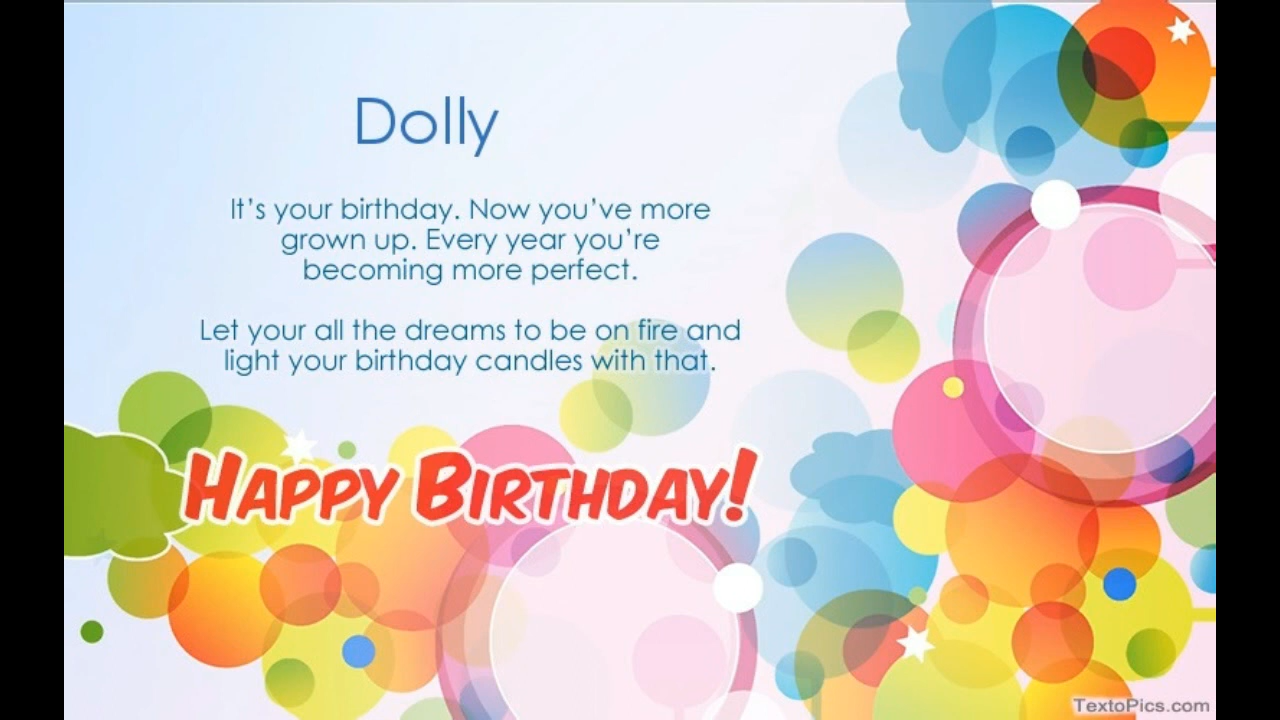 Dolly
It's your birthday. Now you've more
grown up. Every year you're
becoming more perfect.
Let your all the dreams to be on fire and
light your birthday candles with that.
Happy Birthday!
TextoPics.com